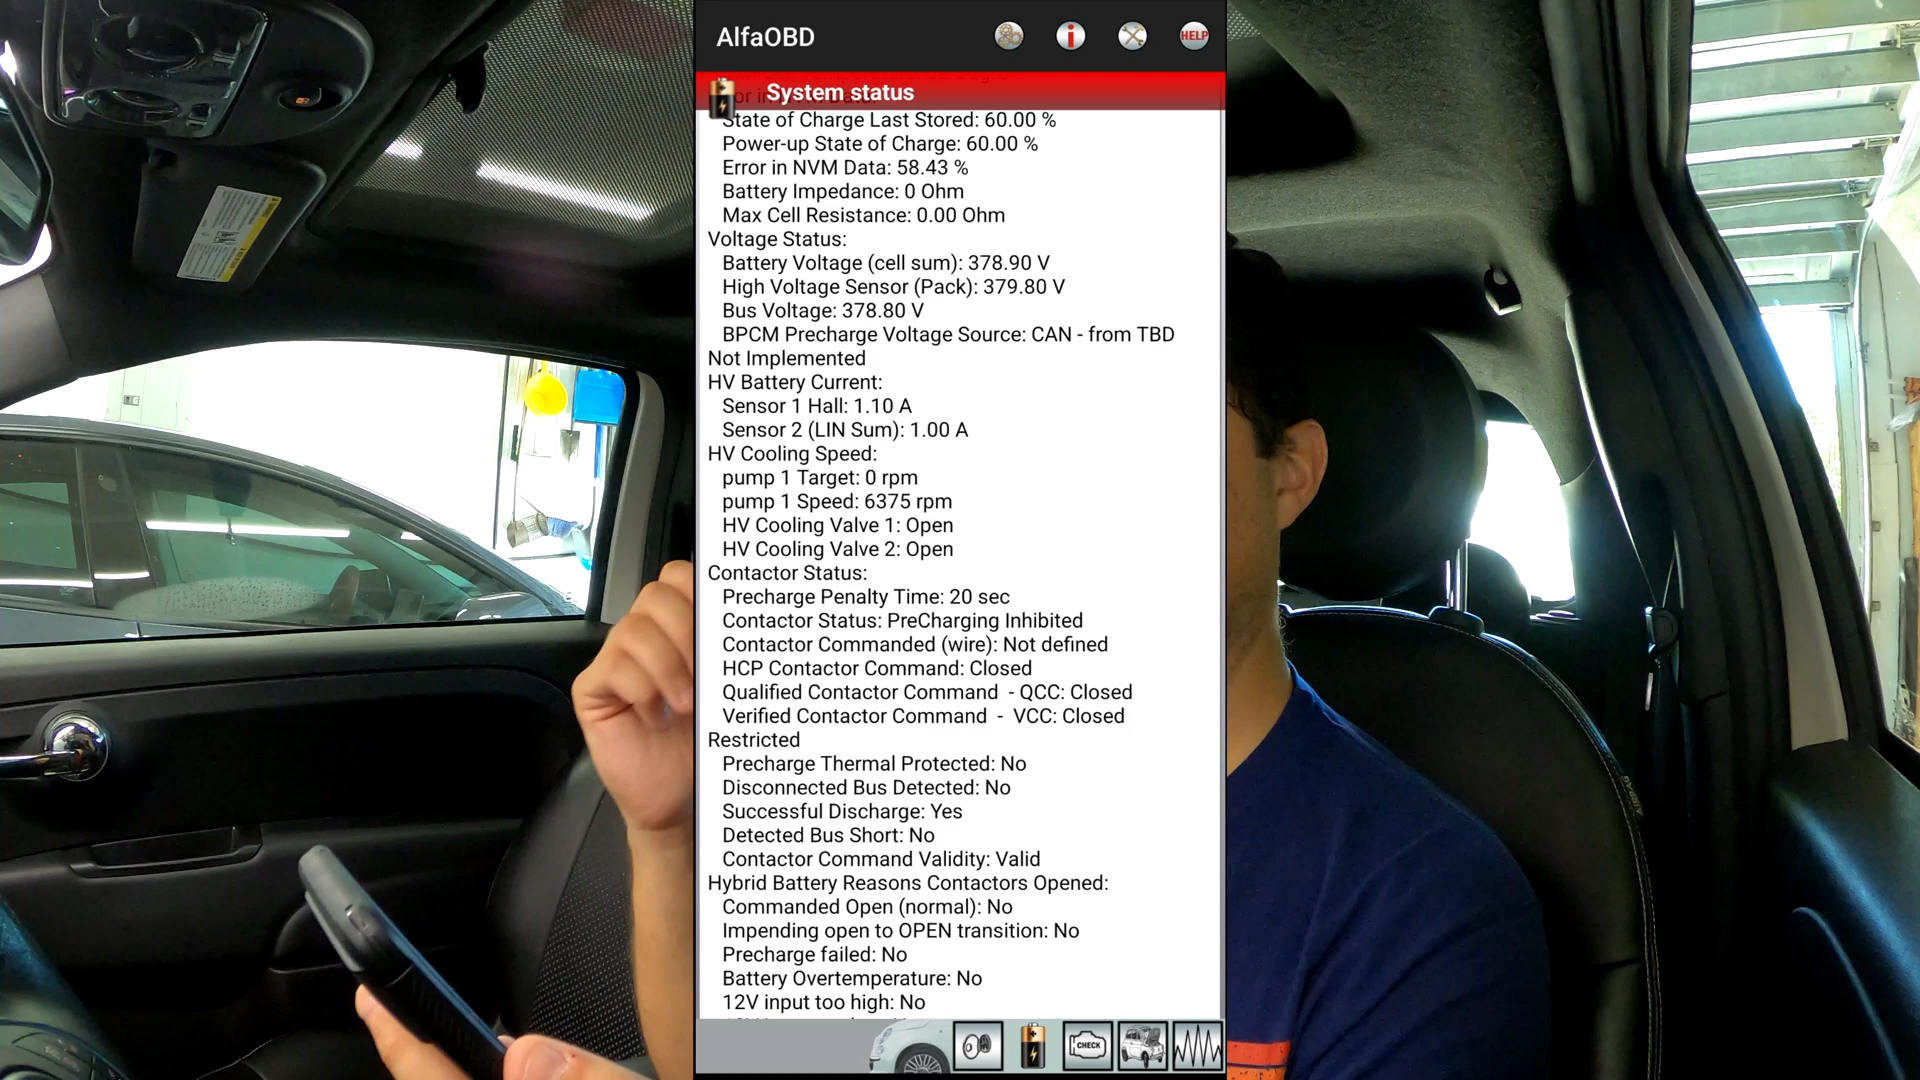 AlfaOBD
HELP
System status
State of Charge Last Stored: 60.00 %
Power-up State of Charge: 60.00 %
Error in NVM Data: 58.43 %
Battery Impedance: 0 Ohm
Max Cell Resistance: 0.00 Ohm
Voltage Status:
Battery Voltage (cell sum): 378.90 V
High Voltage Sensor (Pack): 379.80 V
Bus Voltage: 378.80 V
BPCM Precharge Voltage Source: CAN - from TBD
Not Implemented
HV Battery Current:
Sensor 1 Hall: 1.10 A
Sensor 2 (LIN Sum): 1.00 A
HV Cooling Speed:
pump 1 Target: 0 rpm
pump 1 Speed: 6375 rpm
HV Cooling Valve 1: Open
HV Cooling Valve 2: Open
Contactor Status:
Precharge Penalty Time: 20 sec
Contactor Status: PreCharging Inhibited
Contactor Commanded (wire): Not defined
HCP Contactor Command: Closed
Qualified Contactor Command - QCC: Closed
Verified Contactor Command - VCC: Closed
Restricted
Precharge Thermal Protected: No
Disconnected Bus Detected: No
Successful Discharge: Yes
Detected Bus Short: No
Contactor Command Validity: Valid
Hybrid Battery Reasons Contactors Opened:
Commanded Open (normal): No
Impending open to OPEN transition: No
Precharge failed: No
Battery Overtemperature: No
12V input too high: No
CHECK